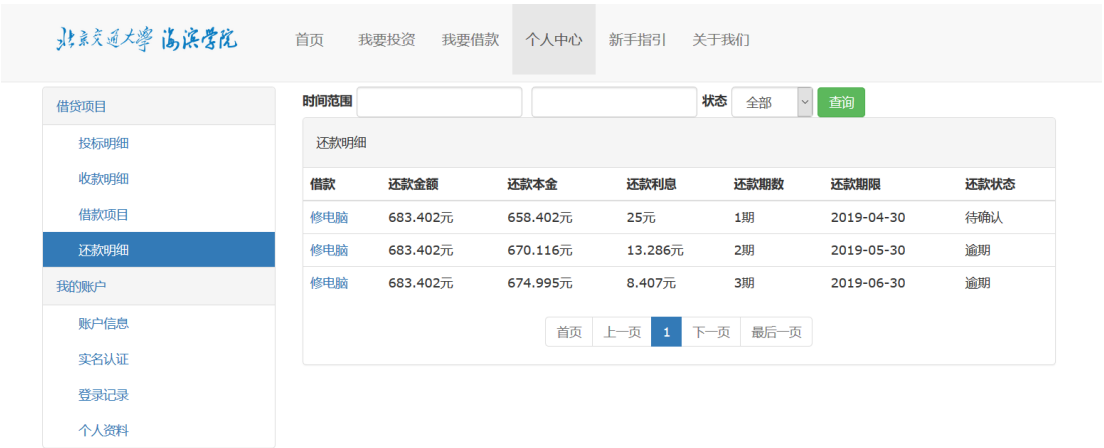 北京交通大学 海滨学院
首页 我要投资 我要借款 个人中心 新手指引 关于我们
借贷项目
投标明细
收款明细
借款项目
还款明细
我的账户
账户信息
实名认证
登录记录
个人资料
时间范围 状态 全部 查询
还款明细
借款 还款金额 还款本金 还款利息 还款期数 还款期限 还款状态
修电脑 683.402元 658.402元 25元 1期 2019-04-30 待确认
修电脑 683.402元 670.116元 13.286元 2期 2019-05-30 逾期
修电脑 683.402元 674.995元 8.407元 3期 2019-06-30 逾期
首页 上一页 1 下一页 最后一页